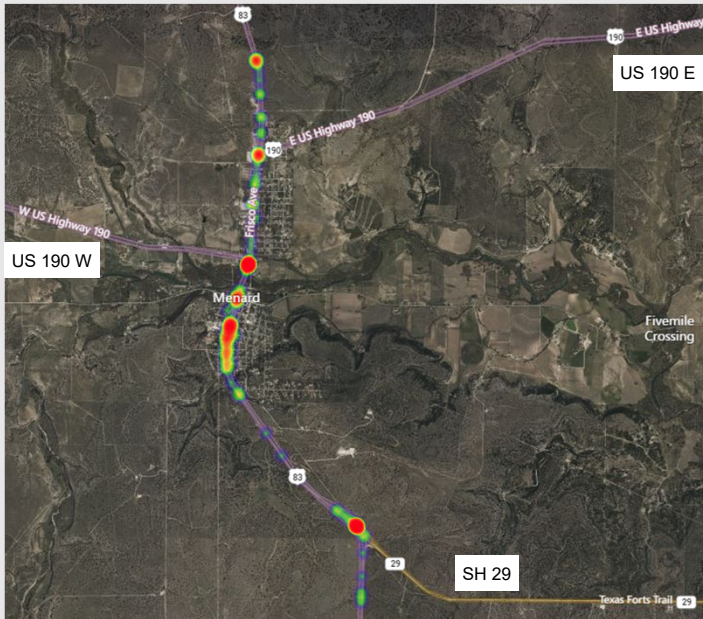 83
E US Highway
190
US 190 E
E US Highway 190
190
Frisco Ave
W US Highway 190
US 190 W
Menard
Fivemile
Crossing
83
29
SH 29
Texas Forts Trail
29